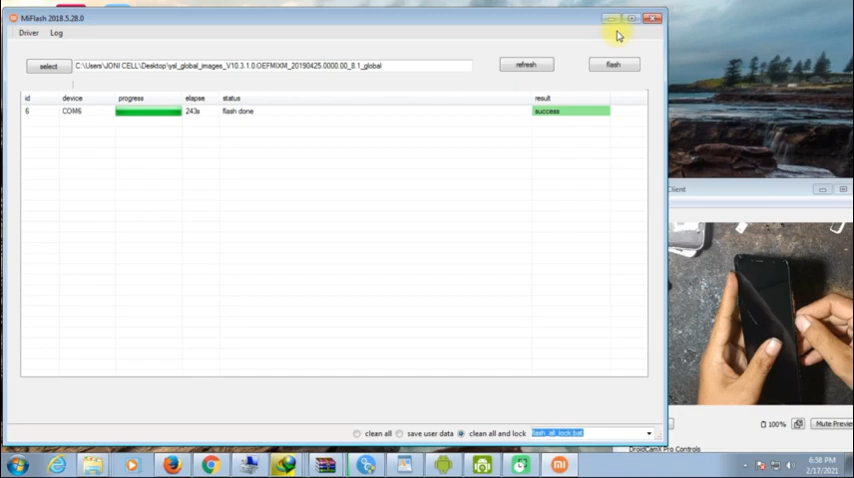 MiFlash 2018.5.28.0
Driver Log
select C:\Users\JONI CELL\Desktop\ysl_global_images_V10.3.1.0.OEFMIXM_20190425.0000.00_8.1_global refresh flash
id device progress elapse status result
6 COM6 243s flash done success
Client
clean all save user data clean all and lock flash_all_lock.bat
100% Mute Preview
DroidCamX Pro Controls
6:58 PM
2/17/2021